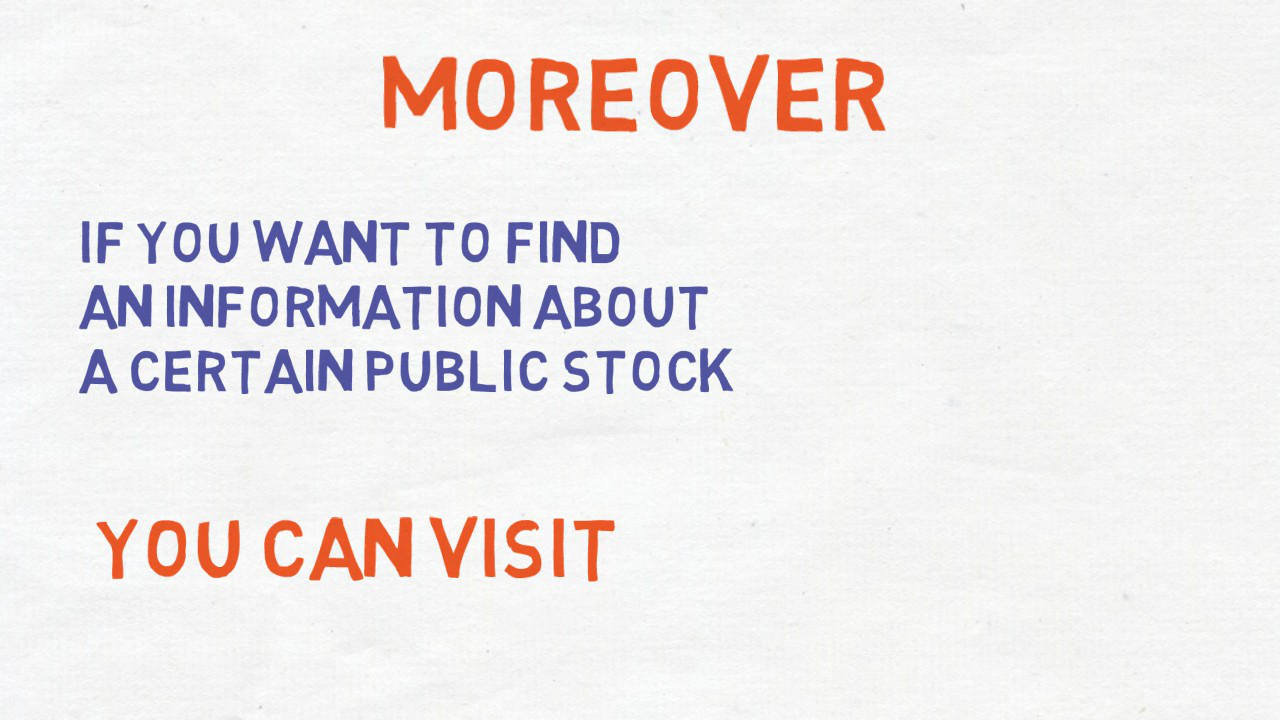 MOREOVER
IF YOU WANT TO FIND
AN INFORMATION ABOUT
A CERTAIN PUBLIC STOCK
YOU CAN VISIT